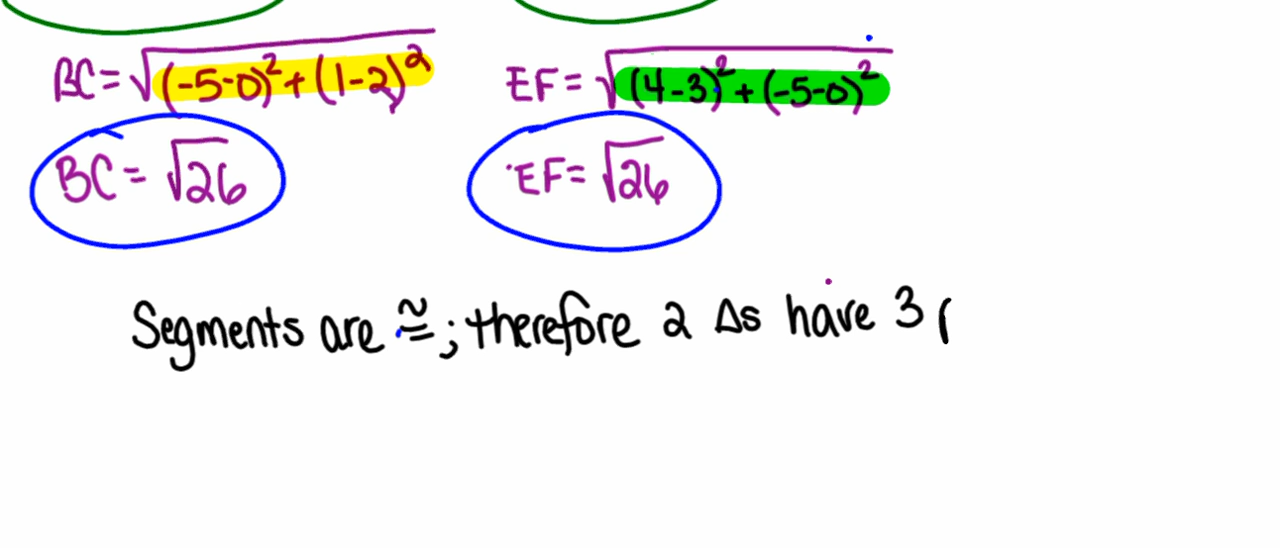 BC = √(-5-0)² + (1-2)²
EF = √(4-3)² + (-5-0)²
BC = √26
EF = √26
Segments are ≅; therefore 2 Δs have 3 (